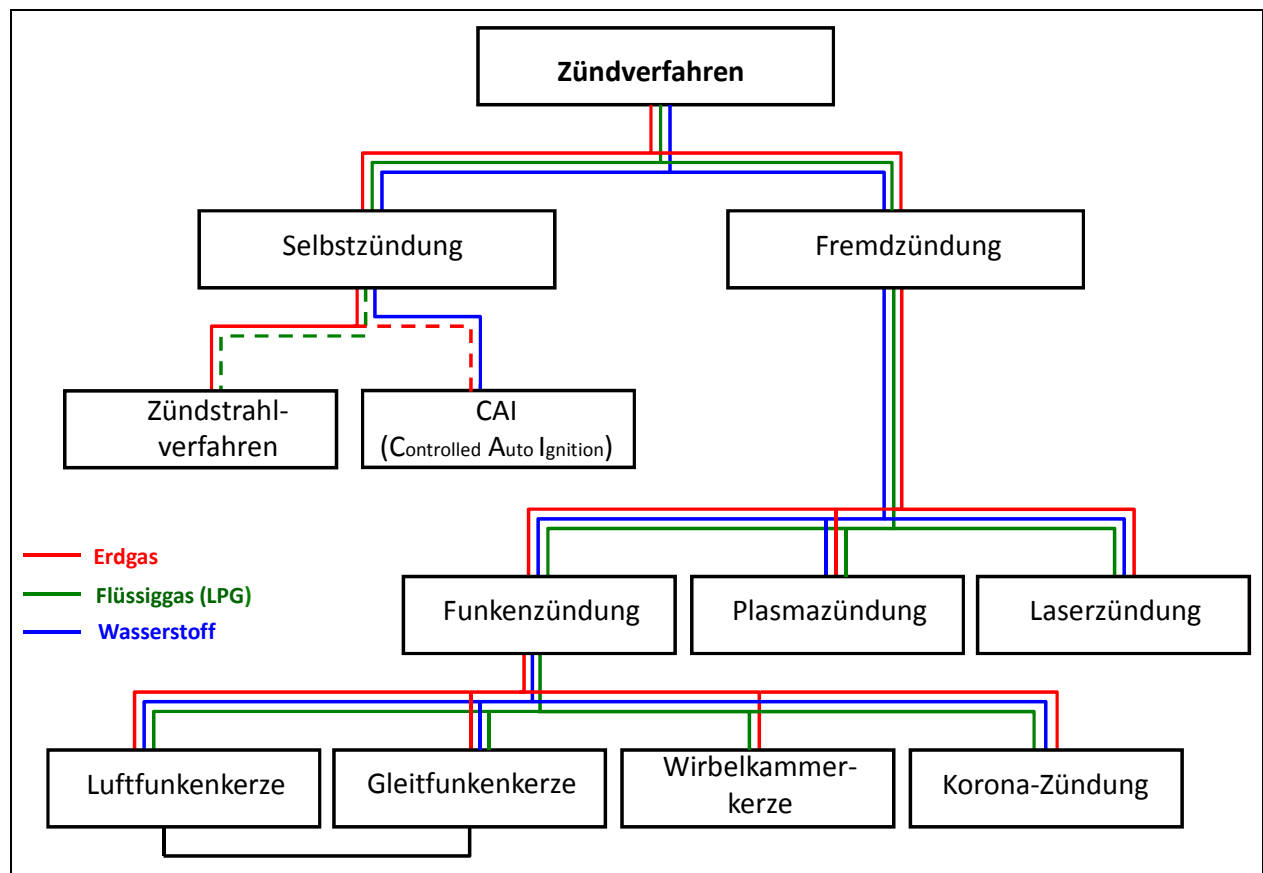 Zündverfahren
Selbstzündung
Fremdzündung
Zündstrahl-
verfahren
CAI
(Controlled Auto Ignition)
Erdgas
Flüssiggas (LPG)
Wasserstoff
Funkenzündung
Plasmazündung
Laserzündung
Luftfunkenkerze
Gleitfunkenkerze
Wirbelkammer-
kerze
Korona-Zündung